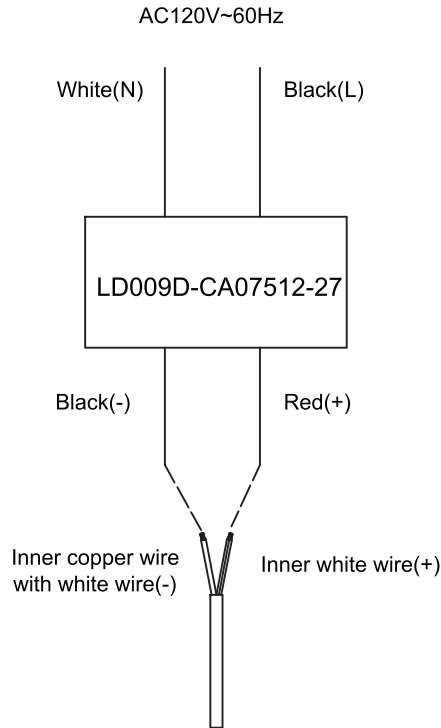 AC120V~60Hz
White(N)
Black(L)
LD009D-CA07512-27
Black(-)
Red(+)
Inner copper wire
with white wire(-)
Inner white wire(+)